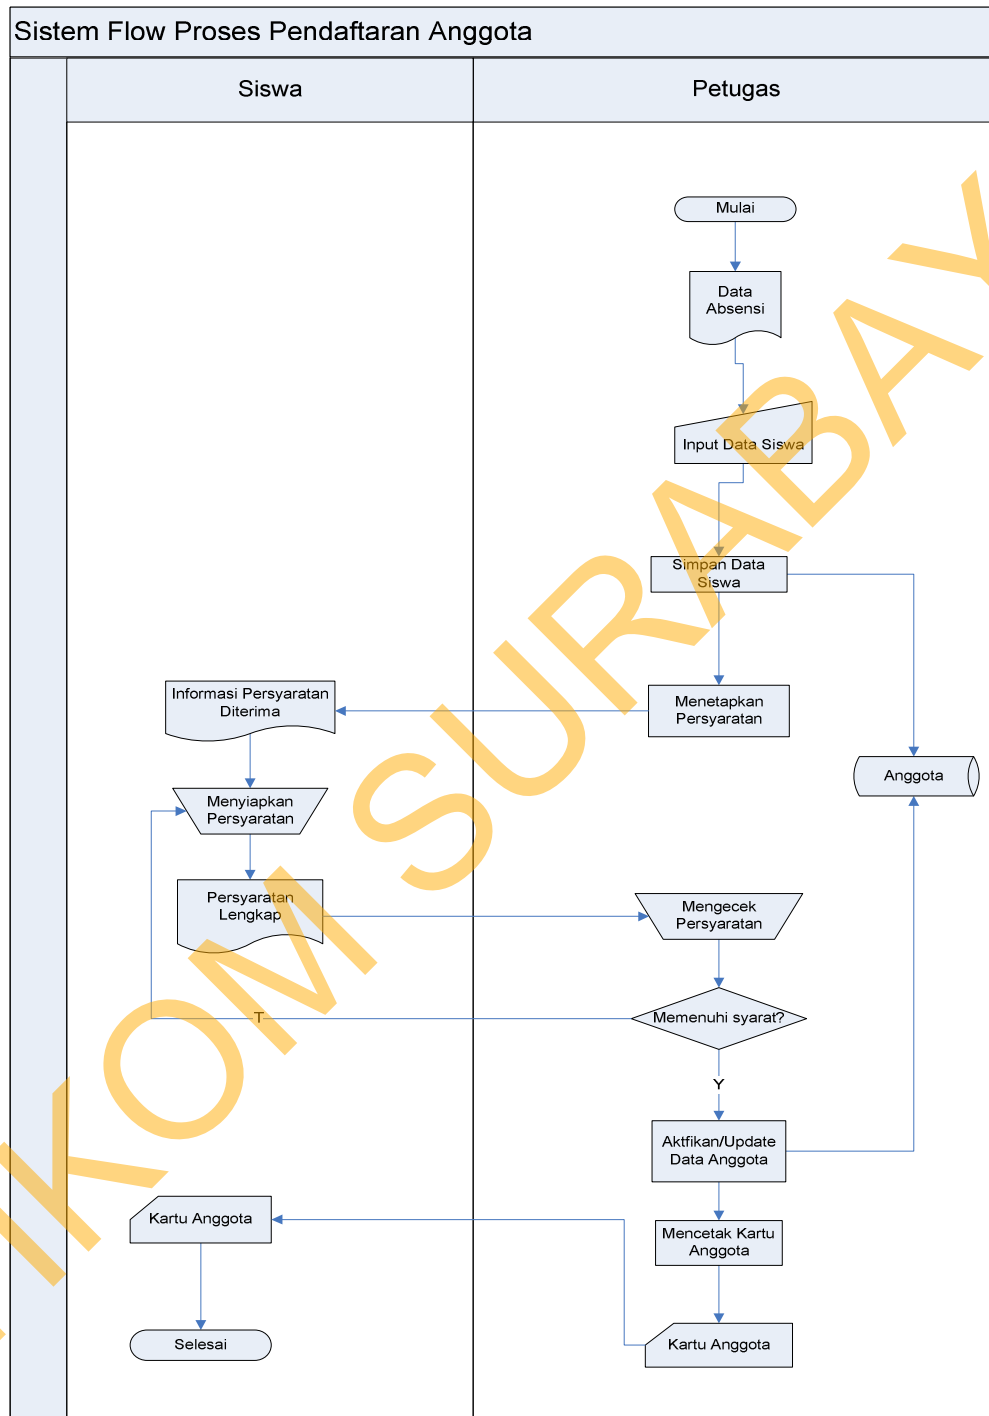 Sistem Flow Proses Pendaftaran Anggota
Siswa
Petugas
Mulai
Data
Absensi
Input Data Siswa
Simpan Data
Siswa
Menetapkan
Persyaratan
Informasi Persyaratan
Diterima
Anggota
Menyiapkan
Persyaratan
Persyaratan
Lengkap
Mengecek
Persyaratan
Memenuhi syarat?
T
Y
Aktfikan/Update
Data Anggota
Kartu Anggota
Mencetak Kartu
Anggota
Selesai
Kartu Anggota
IKOM SURABAY